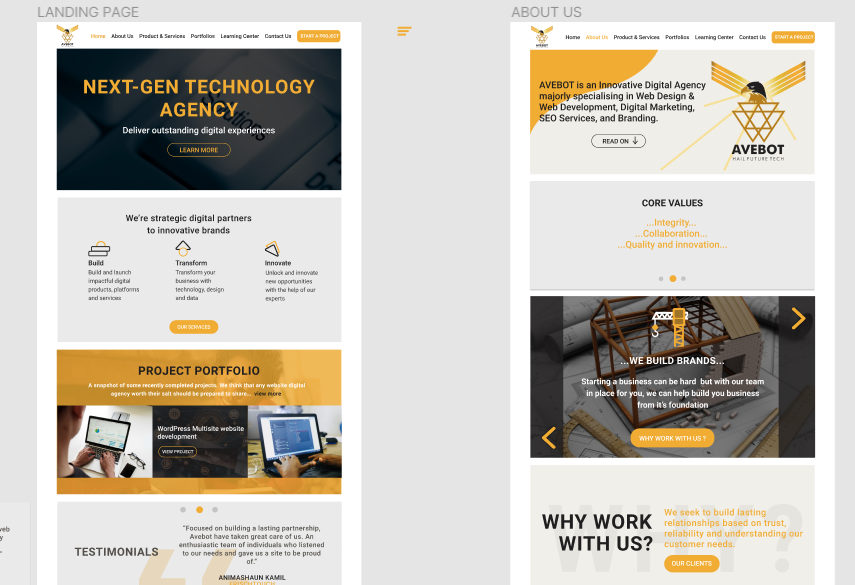 LANDING PAGE
AVEBOT
Home About Us Product & Services Portfolios Learning Center Contact Us START A PROJECT
NEXT-GEN TECHNOLOGY
AGENCY
Deliver outstanding digital experiences
LEARN MORE
We're strategic digital partners
to innovative brands
Build
Build and launch
impactful digital
products, platforms
and services
Transform
Transform your
business with
technology, design
and data
Innovate
Unlock and innovate
new opportunities
with the help of our
experts
OUR SERVICES
PROJECT PORTFOLIO
A snapshot of some recently completed projects. We think that any website digital
agency worth their salt should be prepared to share... view more
WordPress Multisite website
development
VIEW PROJECT
TESTIMONIALS
"Focused on building a lasting partnership,
Avebot have taken great care of us. An
enthusiastic team of individuals who listened
to our needs and gave us a site to be proud
of."
ANIMASHAUN KAMIL
ABOUT US
AVEBOT
Home About Us Product & Services Portfolios Learning Center Contact Us START A PROJECT
AVEBOT is an Innovative Digital Agency
majorly specialising in Web Design &
Web Development, Digital Marketing,
SEO Services, and Branding.
READ ON
AVEBOT
HAIL FUTURE TECH
CORE VALUES
...Integrity...
...Collaboration...
...Quality and innovation...
...WE BUILD BRANDS...
Starting a business can be hard but with our team
in place for you, we can help build you business
from it's foundation
WHY WORK WITH US ?
WHY WORK
WITH US?
We seek to build lasting
relationships based on trust,
reliability and understanding our
customer needs.
OUR CLIENTS